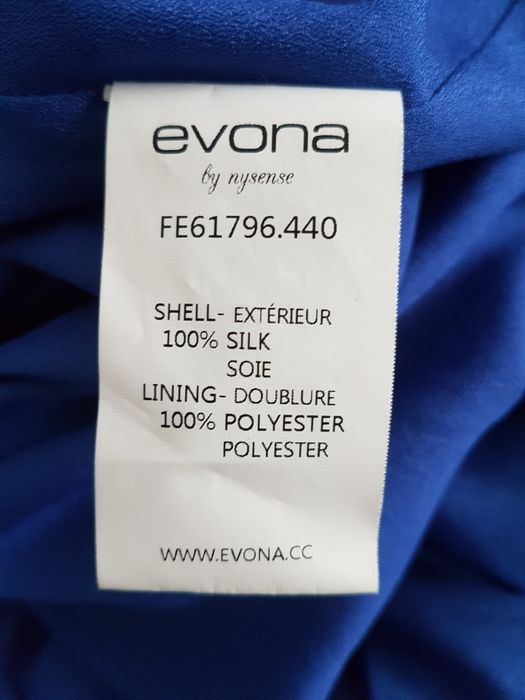 evona
by nysense
FE61796.440
SHELL- EXTÉRIEUR
100% SILK
SOIE
LINING- DOUBLURE
100% POLYESTER
POLYESTER
WWW.EVONA.CC